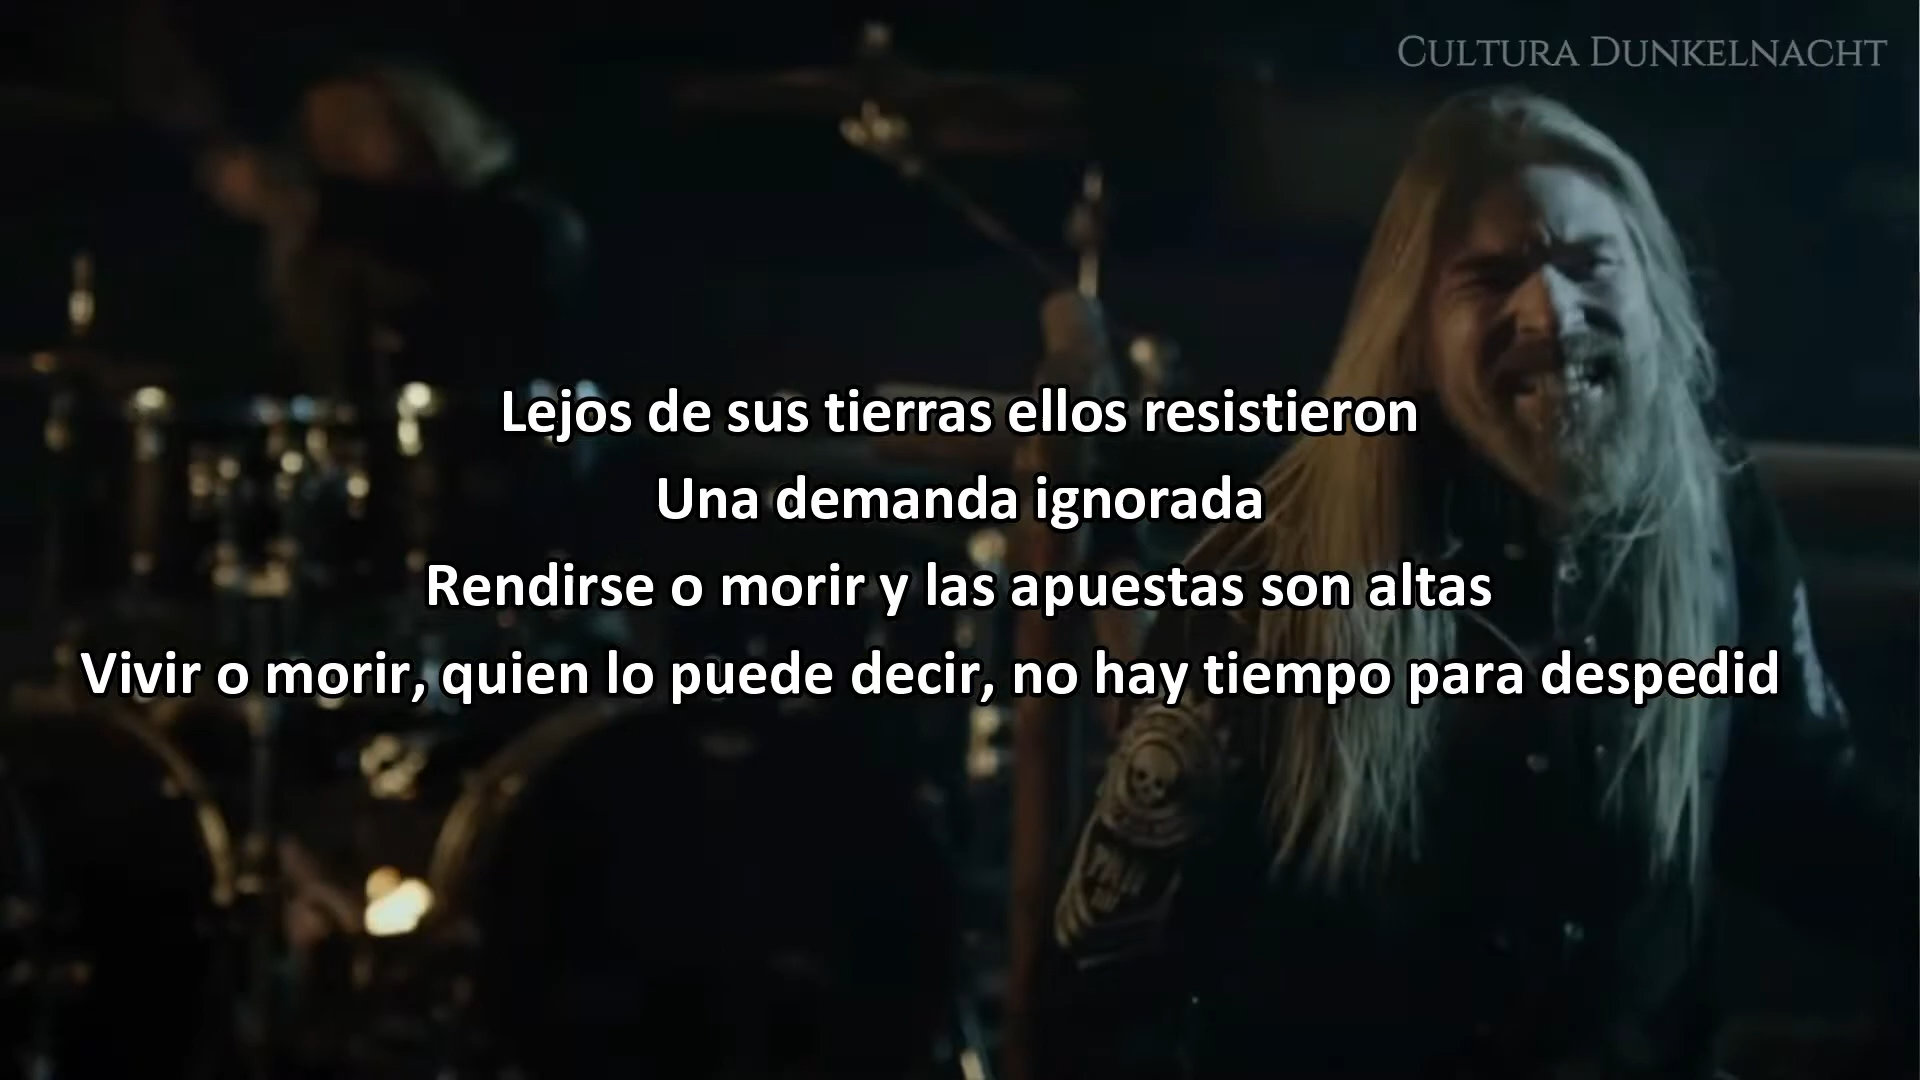 CULTURA DUNKELNACHT
Lejos de sus tierras ellos resistieron
Una demanda ignorada
Rendirse o morir y las apuestas son altas
Vivir o morir, quien lo puede decir, no hay tiempo para despedid